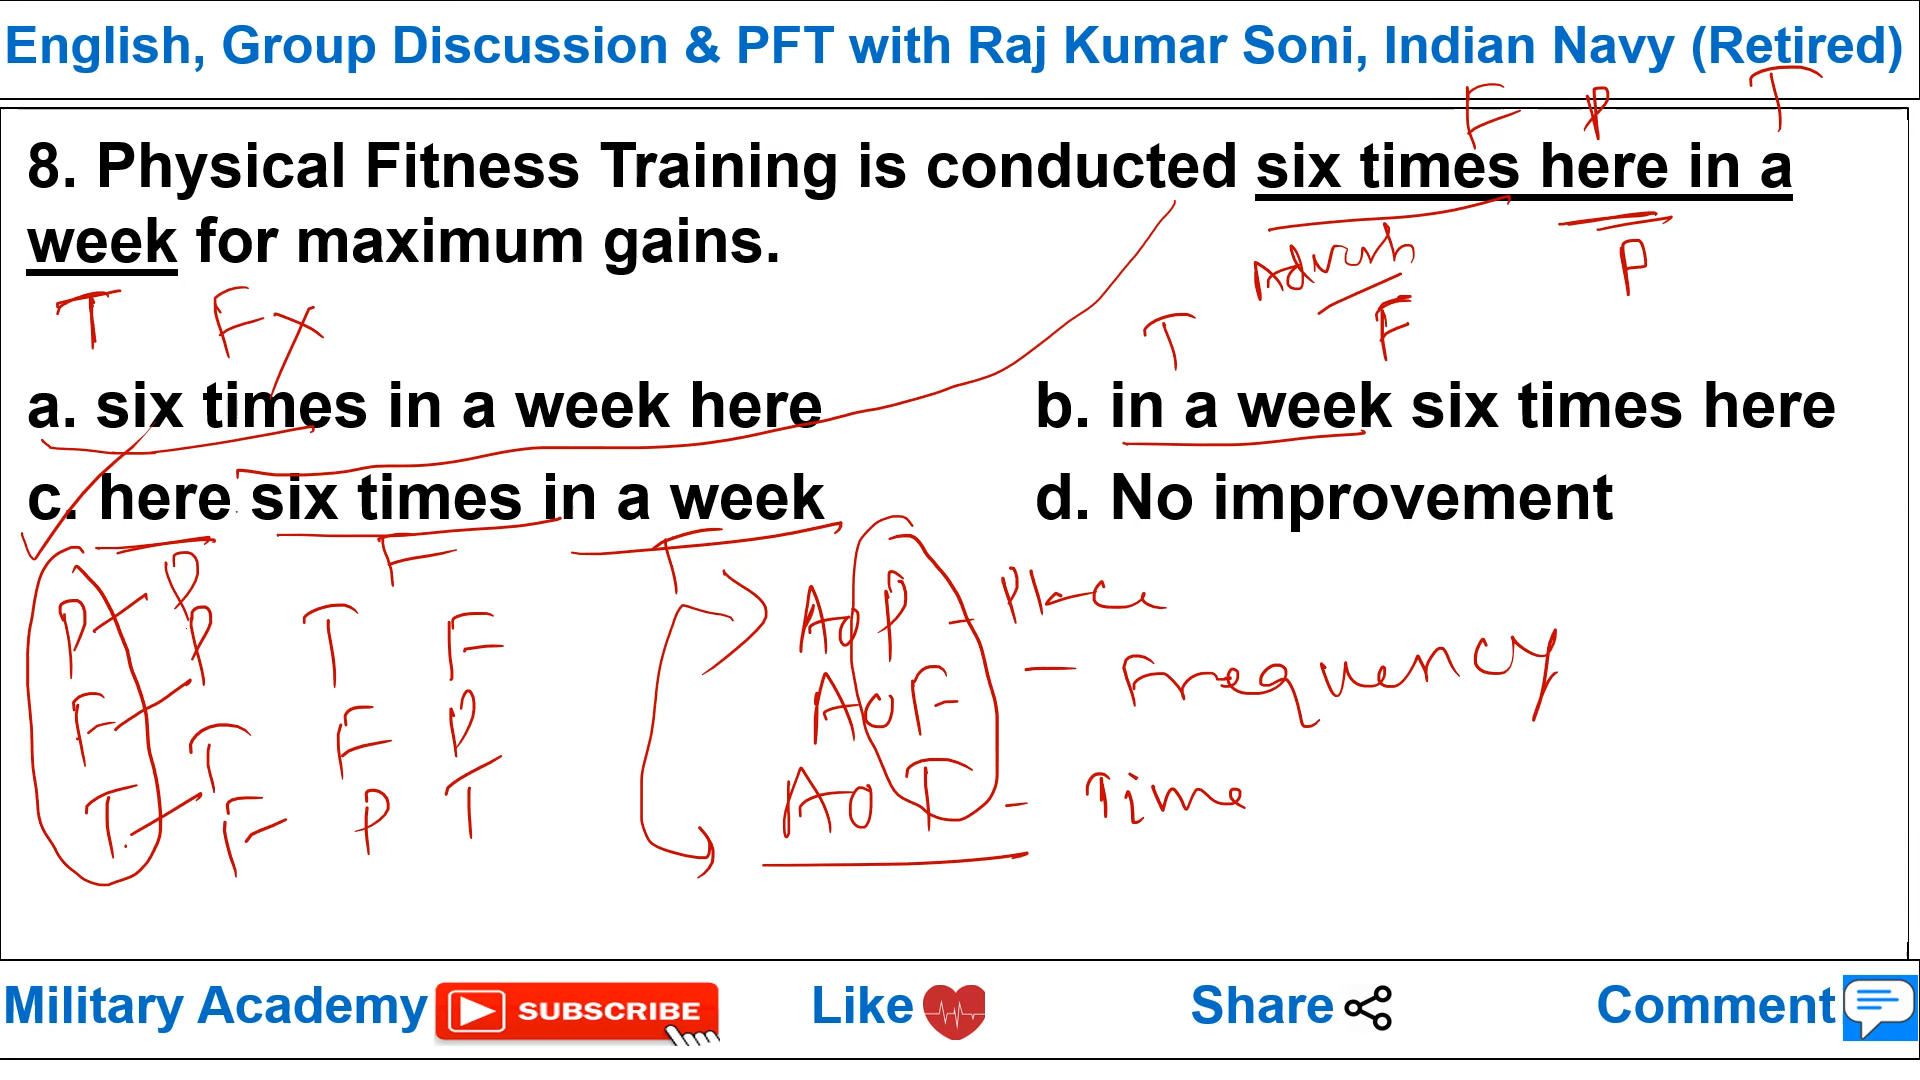 English, Group Discussion & PFT with Raj Kumar Soni, Indian Navy (Retired)
F P T
8. Physical Fitness Training is conducted six times here in a
week for maximum gains.
P
T F
T F
a. six times in a week here
b. in a week six times here
c. here six times in a week
d. No improvement
P F T
P P T F AoP - Place
F T F P AoF - Frequency
T F P T AoT - Time
Military Academy SUBSCRIBE Like Share Comment